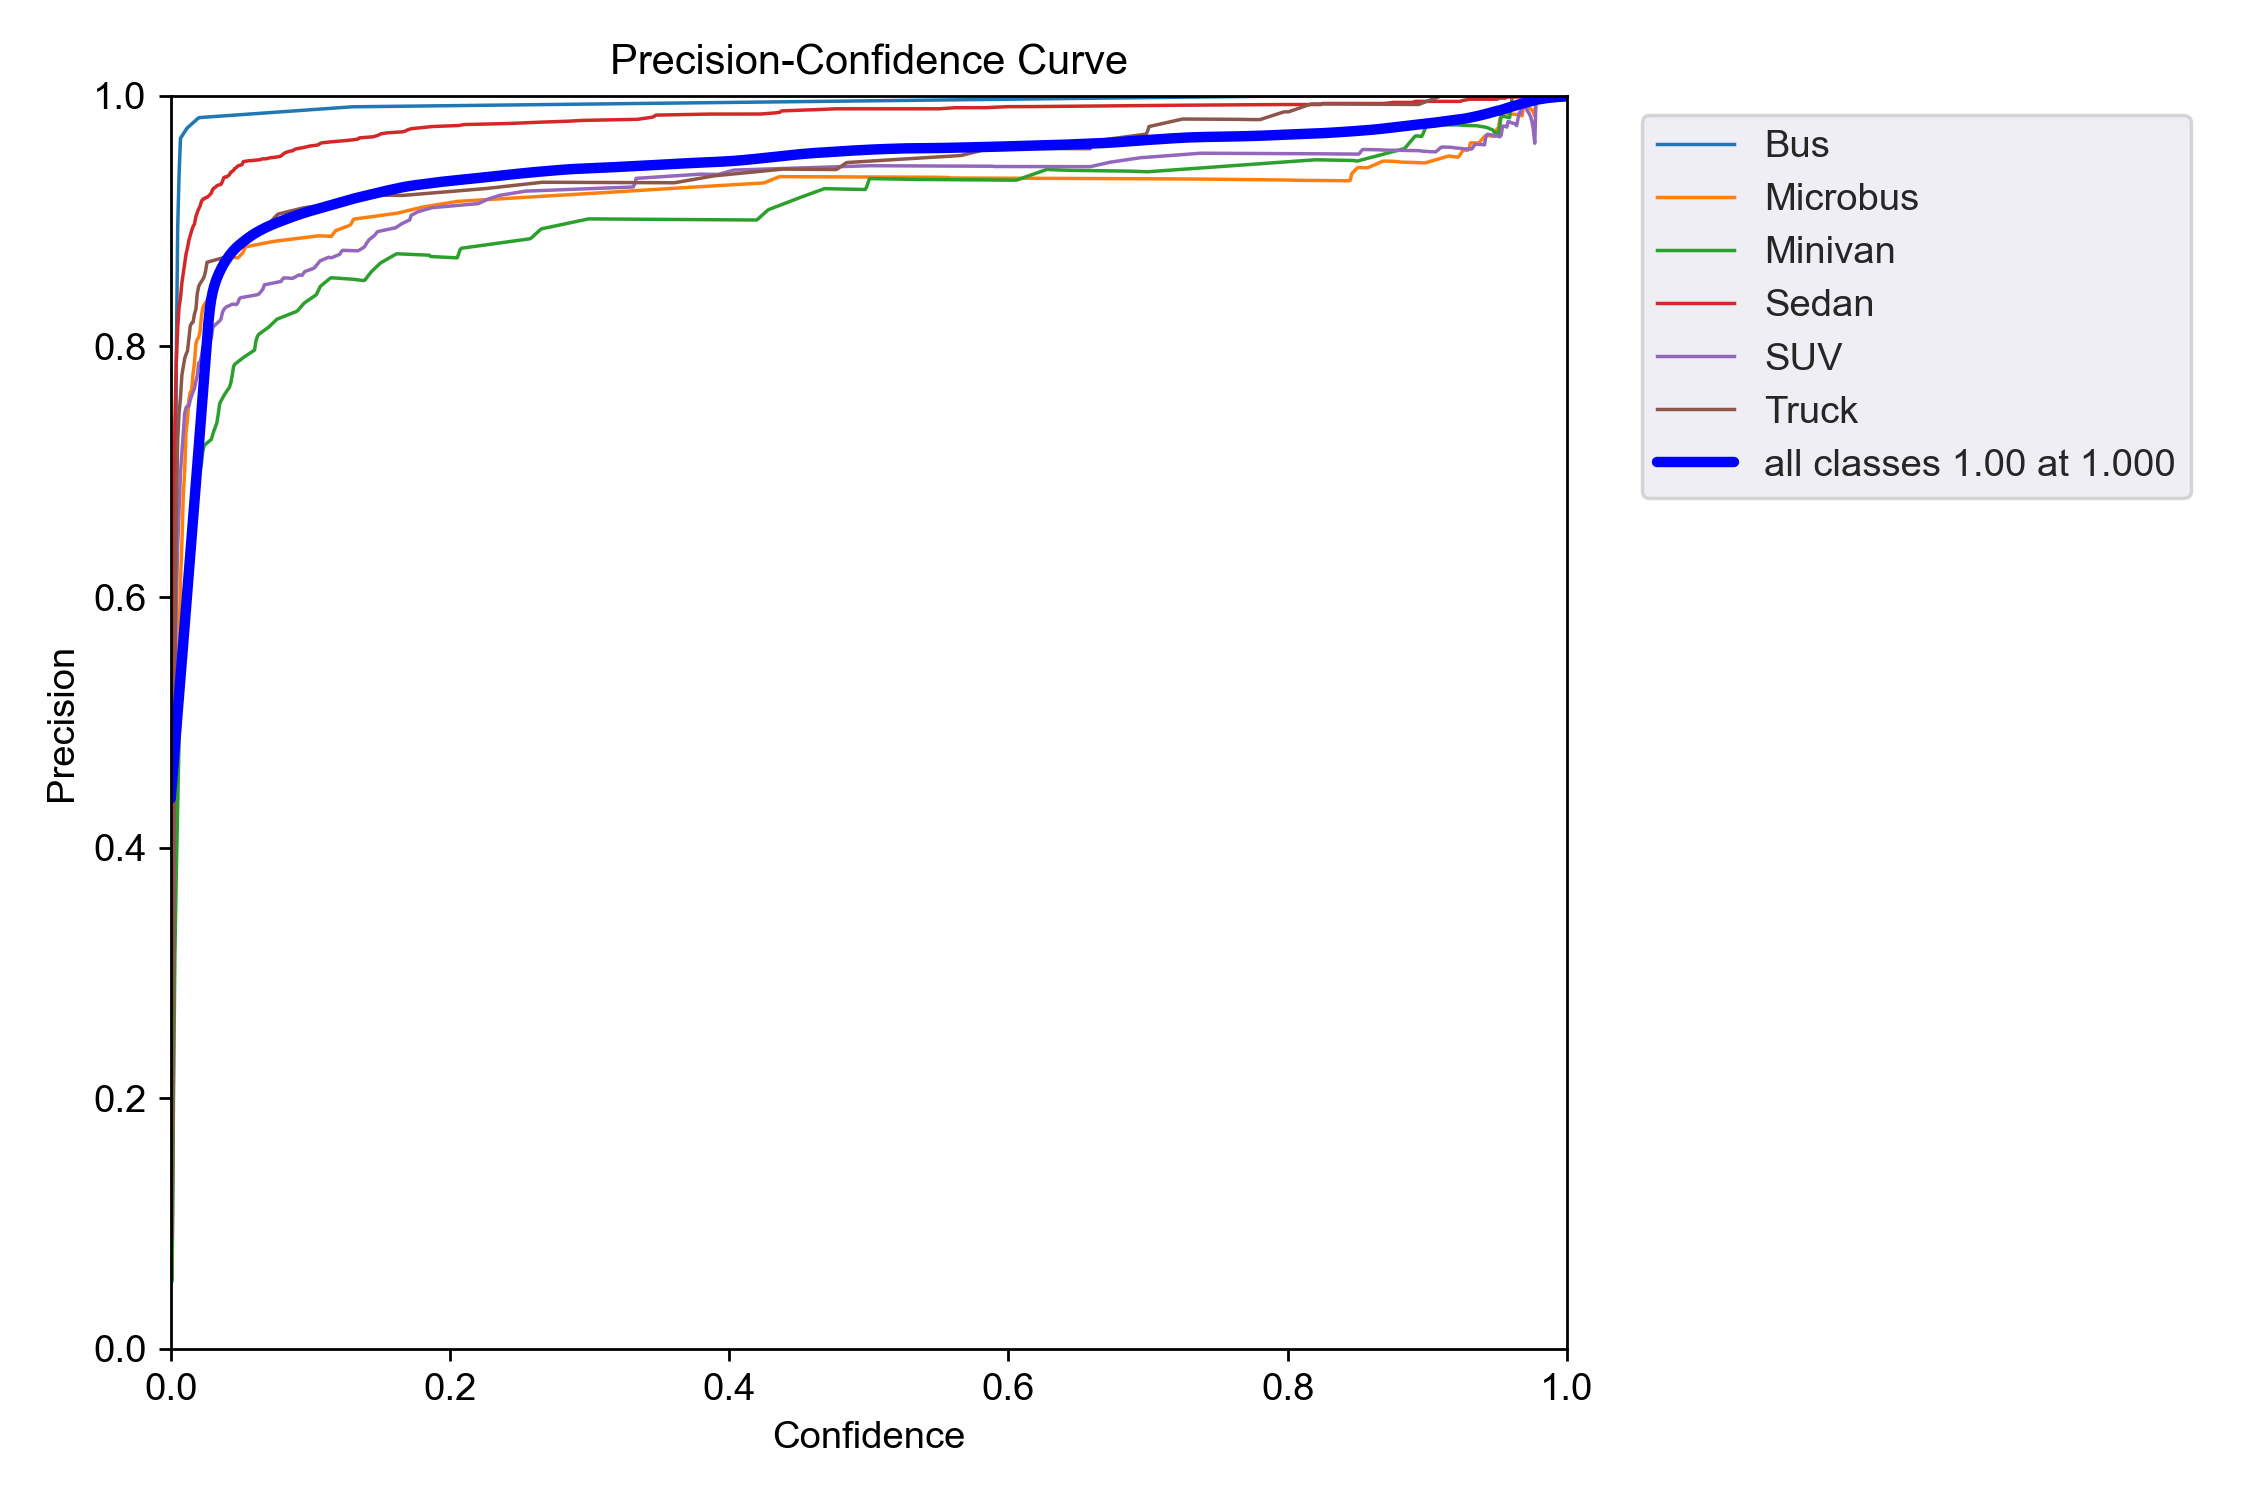 Precision-Confidence Curve
1.0
0.8
0.6
0.4
0.2
0.0
Precision
0.0 0.2 0.4 0.6 0.8 1.0
Confidence
Bus
Microbus
Minivan
Sedan
SUV
Truck
all classes 1.00 at 1.000